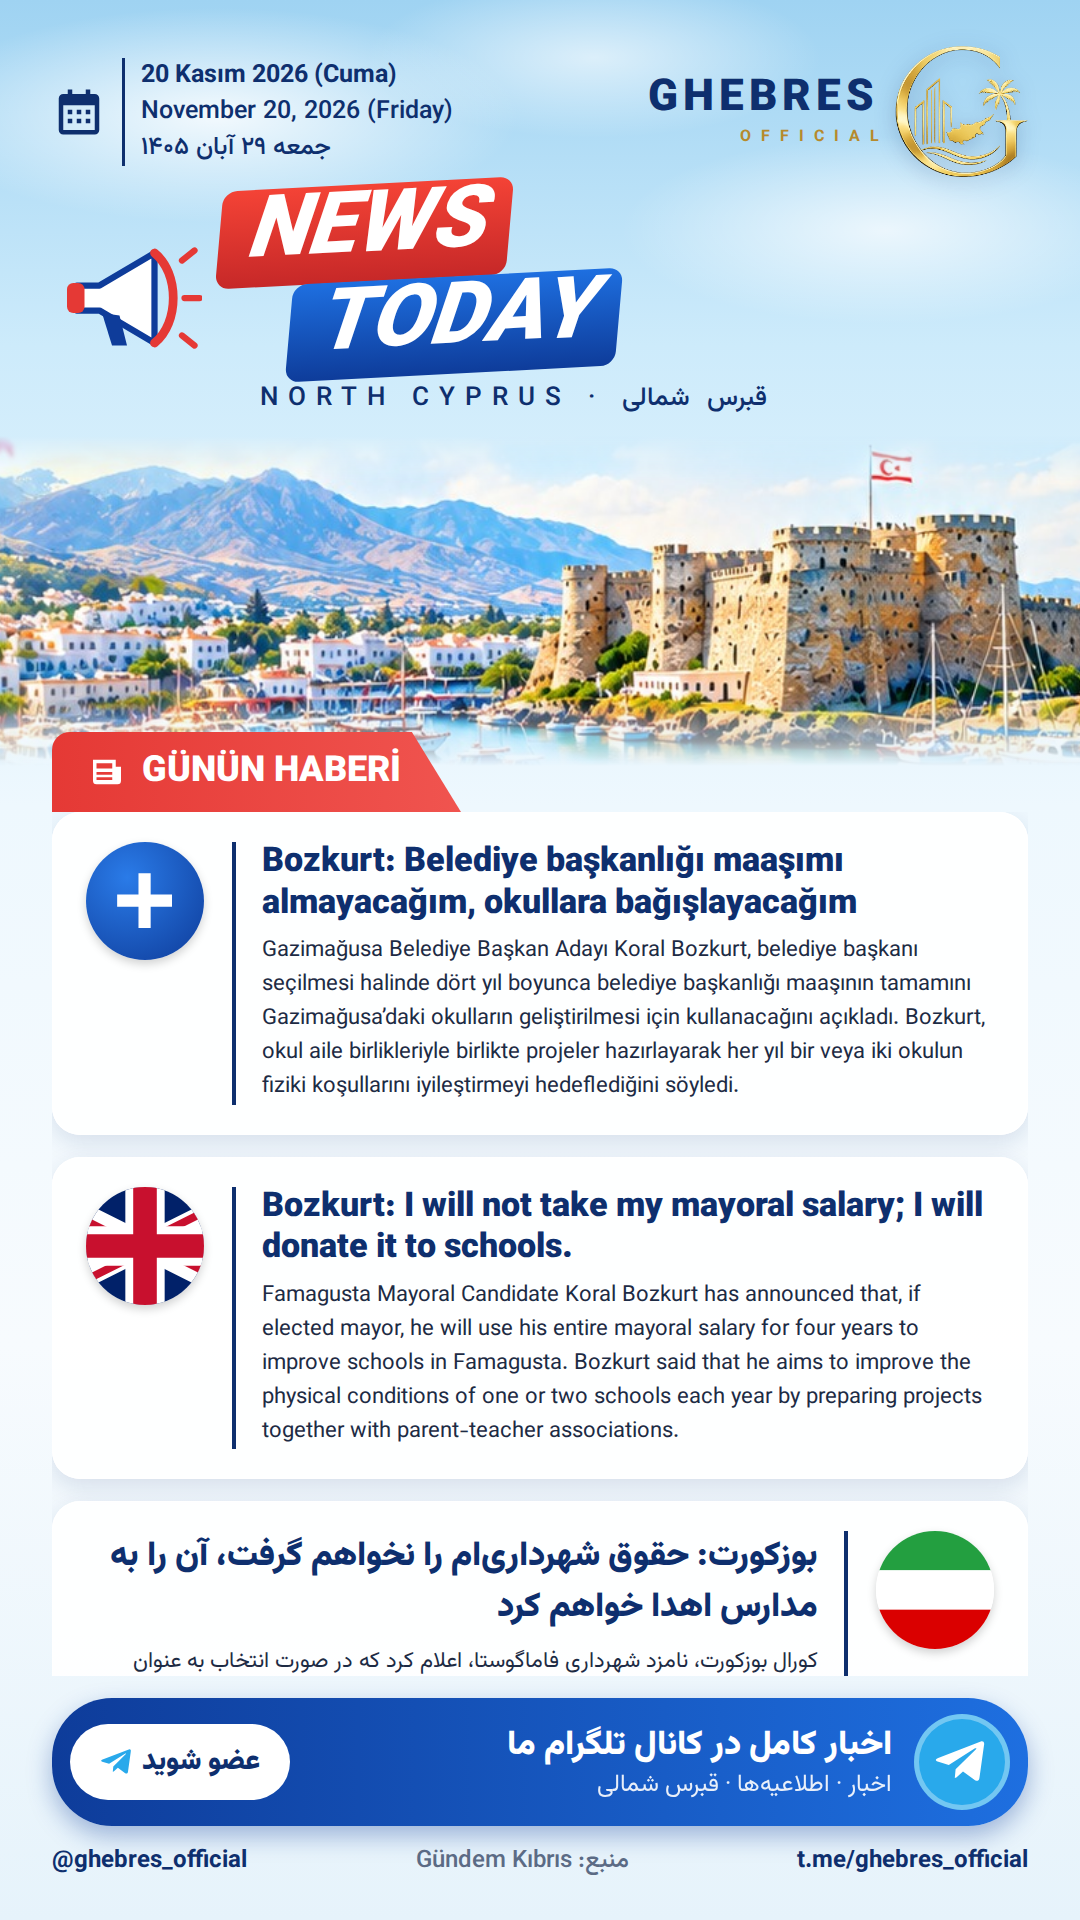 20 Kasım 2026 (Cuma)
November 20, 2026 (Friday)
جمعه ۲۹ آبان ۱۴۰۵
GHEBRES
OFFICIAL
NEWS
TODAY
NORTH CYPRUS · قبرس شمالی
GÜNÜN HABERİ
Bozkurt: Belediye başkanlığı maaşımı
almayacağım, okullara bağışlayacağım
Gazimağusa Belediye Başkan Adayı Koral Bozkurt, belediye başkanı
seçilmesi halinde dört yıl boyunca belediye başkanlığı maaşının tamamını
Gazimağusa’daki okulların geliştirilmesi için kullanacağını açıkladı. Bozkurt,
okul aile birlikleriyle birlikte projeler hazırlayarak her yıl bir veya iki okulun
fiziki koşullarını iyileştirmeyi hedeflediğini söyledi.
Bozkurt: I will not take my mayoral salary; I will
donate it to schools.
Famagusta Mayoral Candidate Koral Bozkurt has announced that, if
elected mayor, he will use his entire mayoral salary for four years to
improve schools in Famagusta. Bozkurt said that he aims to improve the
physical conditions of one or two schools each year by preparing projects
together with parent-teacher associations.
بوزکورت: حقوق شهرداری‌ام را نخواهم گرفت، آن را به
مدارس اهدا خواهم کرد
کورال بوزکورت، نامزد شهرداری فاماگوستا، اعلام کرد که در صورت انتخاب به عنوان
اخبار کامل در کانال تلگرام ما
اخبار · اطلاعیه‌ها · قبرس شمالی
عضو شوید
@ghebres_official
منبع: Gündem Kıbrıs
t.me/ghebres_official